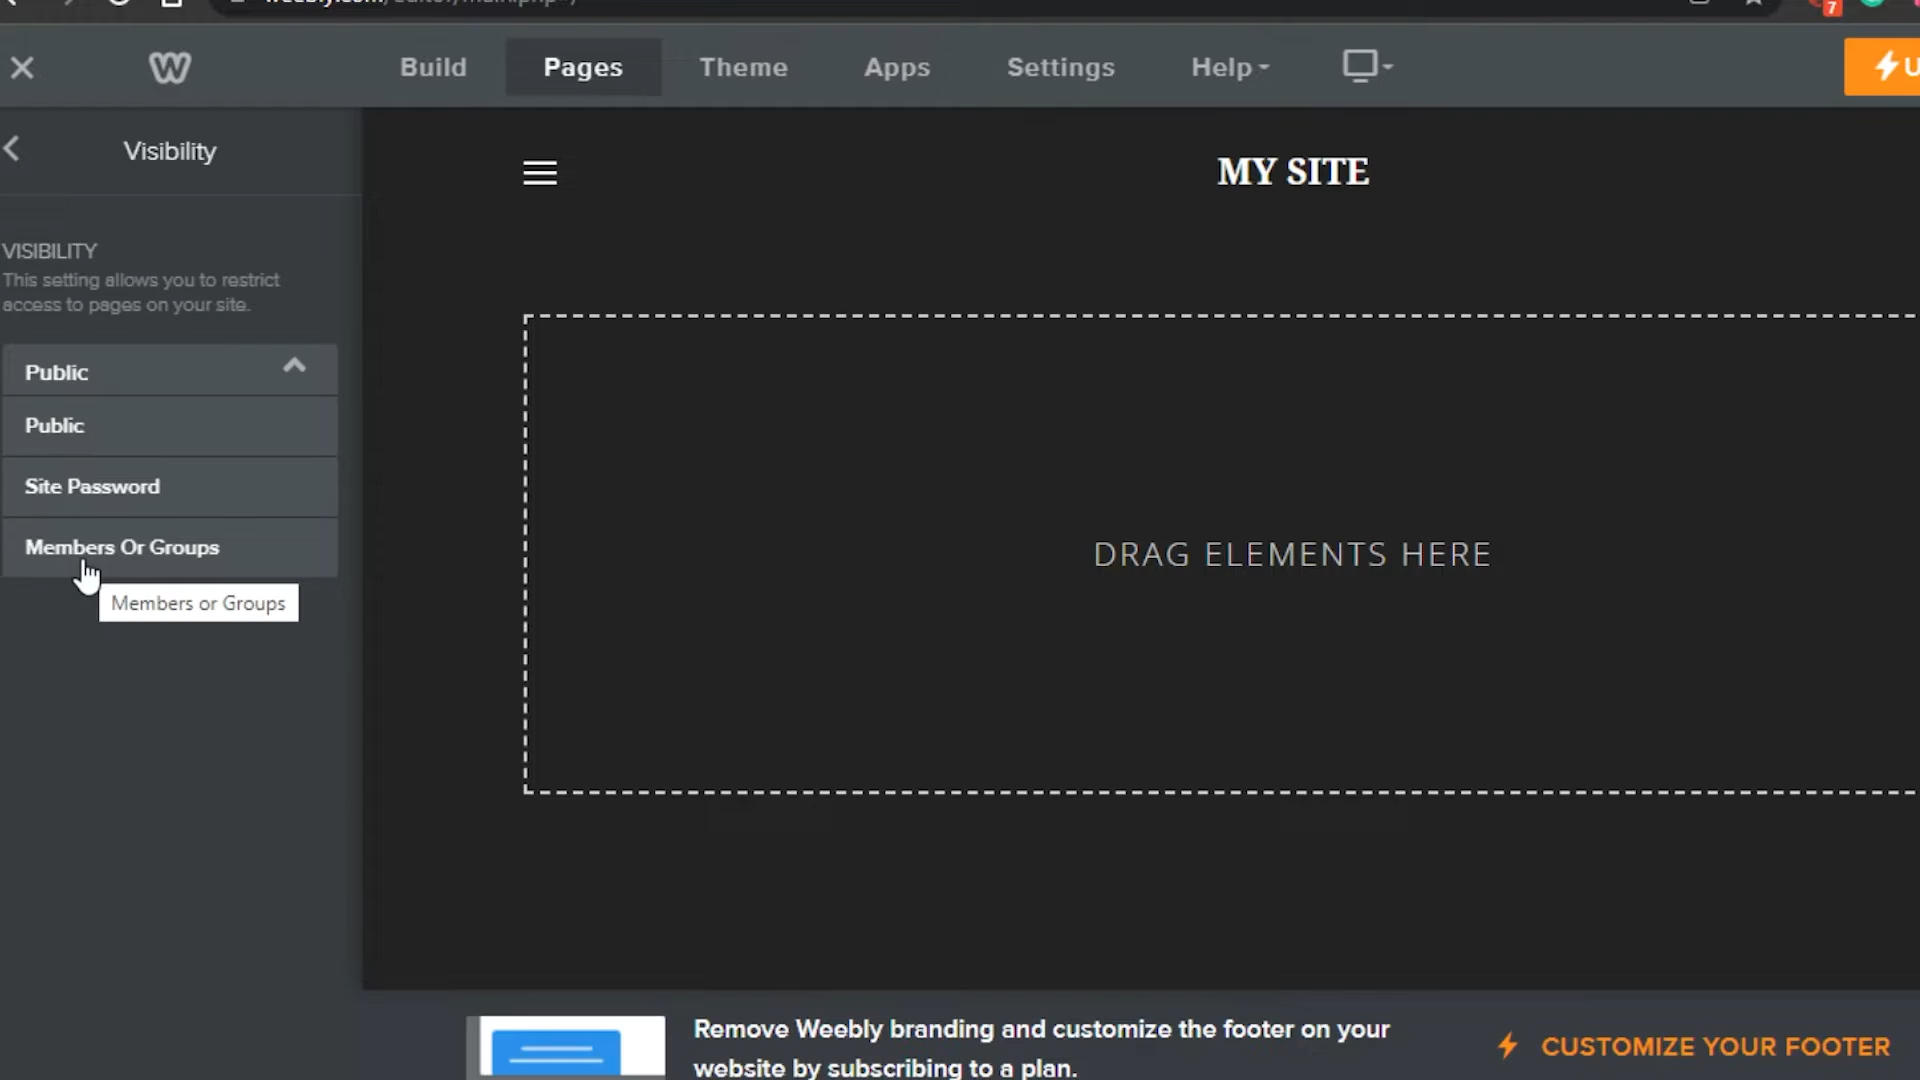 7
Build
Pages
Theme
Apps
Settings
Help
U
Visibility
MY SITE
VISIBILITY
This setting allows you to restrict
access to pages on your site.
Public
Public
Site Password
Members Or Groups
Members or Groups
DRAG ELEMENTS HERE
Remove Weebly branding and customize the footer on your
website by subscribing to a plan.
CUSTOMIZE YOUR FOOTER